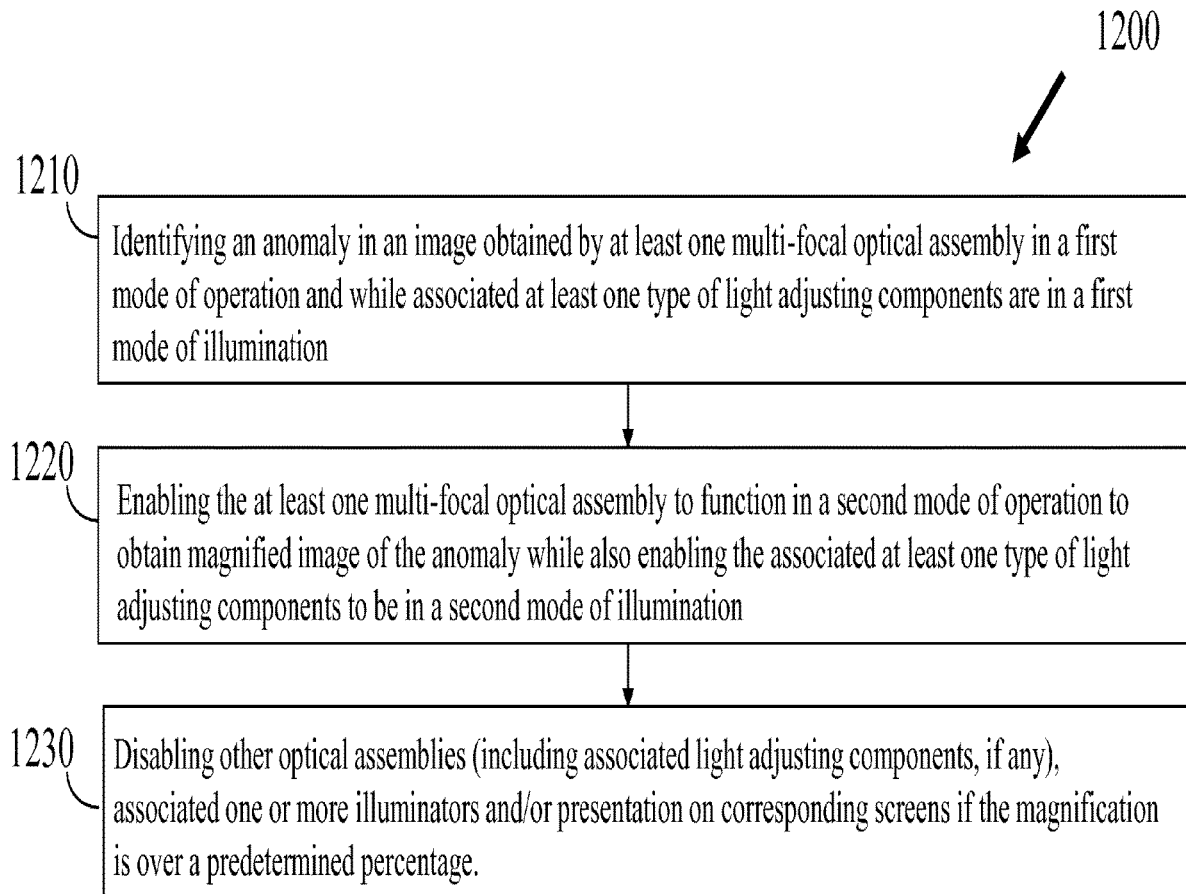 1200
1210
Identifying an anomaly in an image obtained by at least one multi-focal optical assembly in a first
mode of operation and while associated at least one type of light adjusting components are in a first
mode of illumination
1220
Enabling the at least one multi-focal optical assembly to function in a second mode of operation to
obtain magnified image of the anomaly while also enabling the associated at least one type of light
adjusting components to be in a second mode of illumination
1230
Disabling other optical assemblies (including associated light adjusting components, if any),
associated one or more illuminators and/or presentation on corresponding screens if the magnification
is over a predetermined percentage.